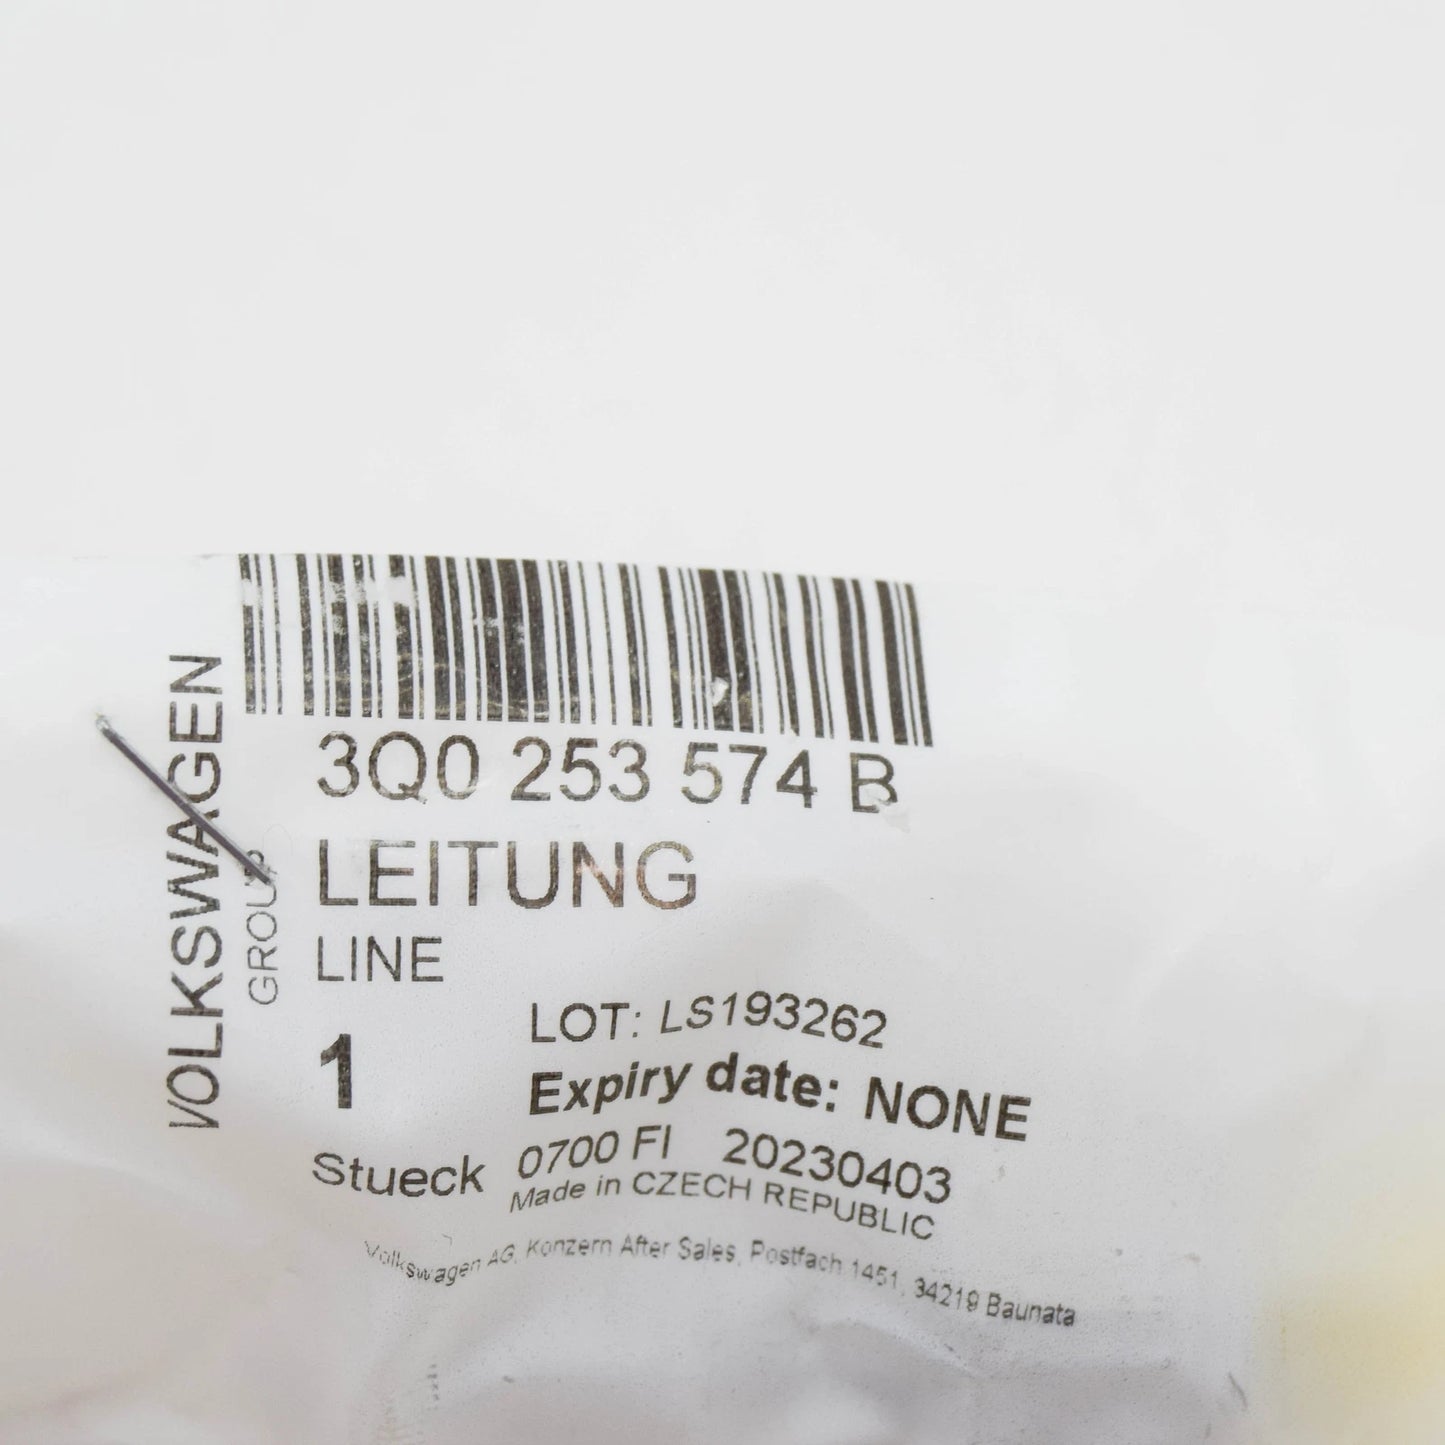 VOLKSWAGEN
GROUP
3Q0 253 574 B
LEITUNG
LINE
1
Stueck
LOT: LS193262
Expiry date: NONE
0700 FI 20230403
Made in CZECH REPUBLIC
Volkswagen AG, Konzern After Sales, Postfach 1451, 34219 Baunata